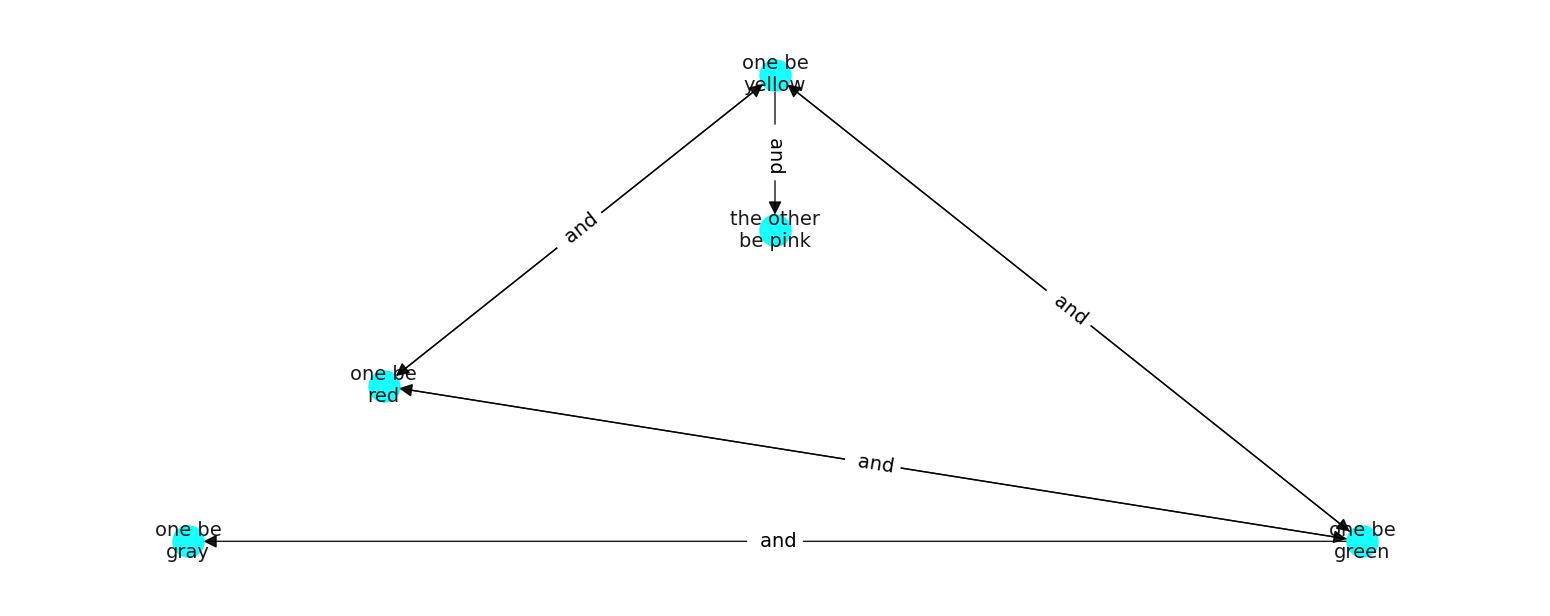 one be
yellow
and
the other
be pink
and
and
one be
red
and
one be
gray
and
one be
green